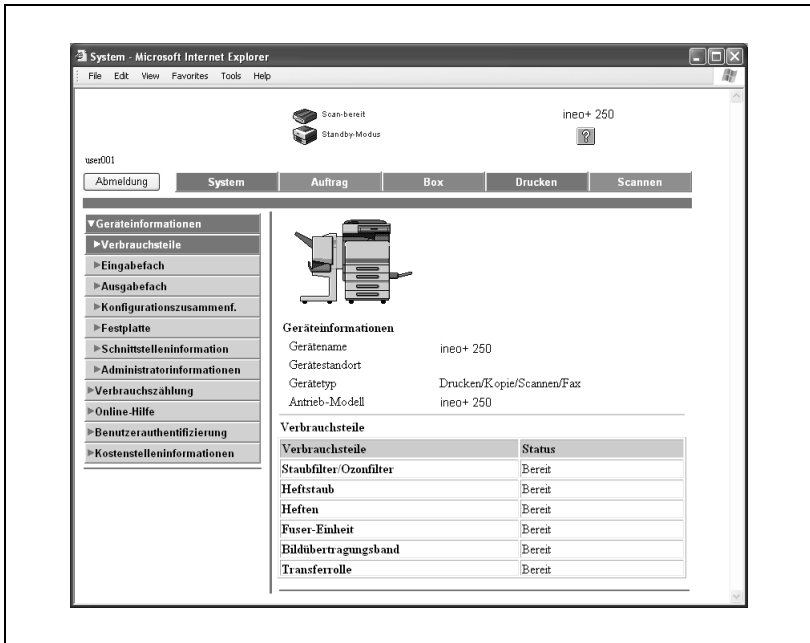 System - Microsoft Internet Explorer
File Edit View Favorites Tools Help
Scan-bereit
ineo+ 250
Standby-Modus
?
user001
Abmeldung System Auftrag Box Drucken Scannen
▼Geräteinformationen
▶Verbrauchsteile
▶Eingabefach
▶Ausgabefach
▶Konfigurationszusammenf.
▶Festplatte
▶Schnittstelleninformation
▶Administratorinformationen
▶Verbrauchszählung
▶Online-Hilfe
▶Benutzerauthentifizierung
▶Kostenstelleninformationen
Geräteinformationen
Gerätename ineo+ 250
Gerätestandort
Gerätetyp Drucken/Kopie/Scannen/Fax
Antrieb-Modell ineo+ 250
Verbrauchsteile
Verbrauchsteile Status
Staubfilter/Ozonfilter Bereit
Heftstaub Bereit
Heften Bereit
Fuser-Einheit Bereit
Bildübertragungsband Bereit
Transferrolle Bereit